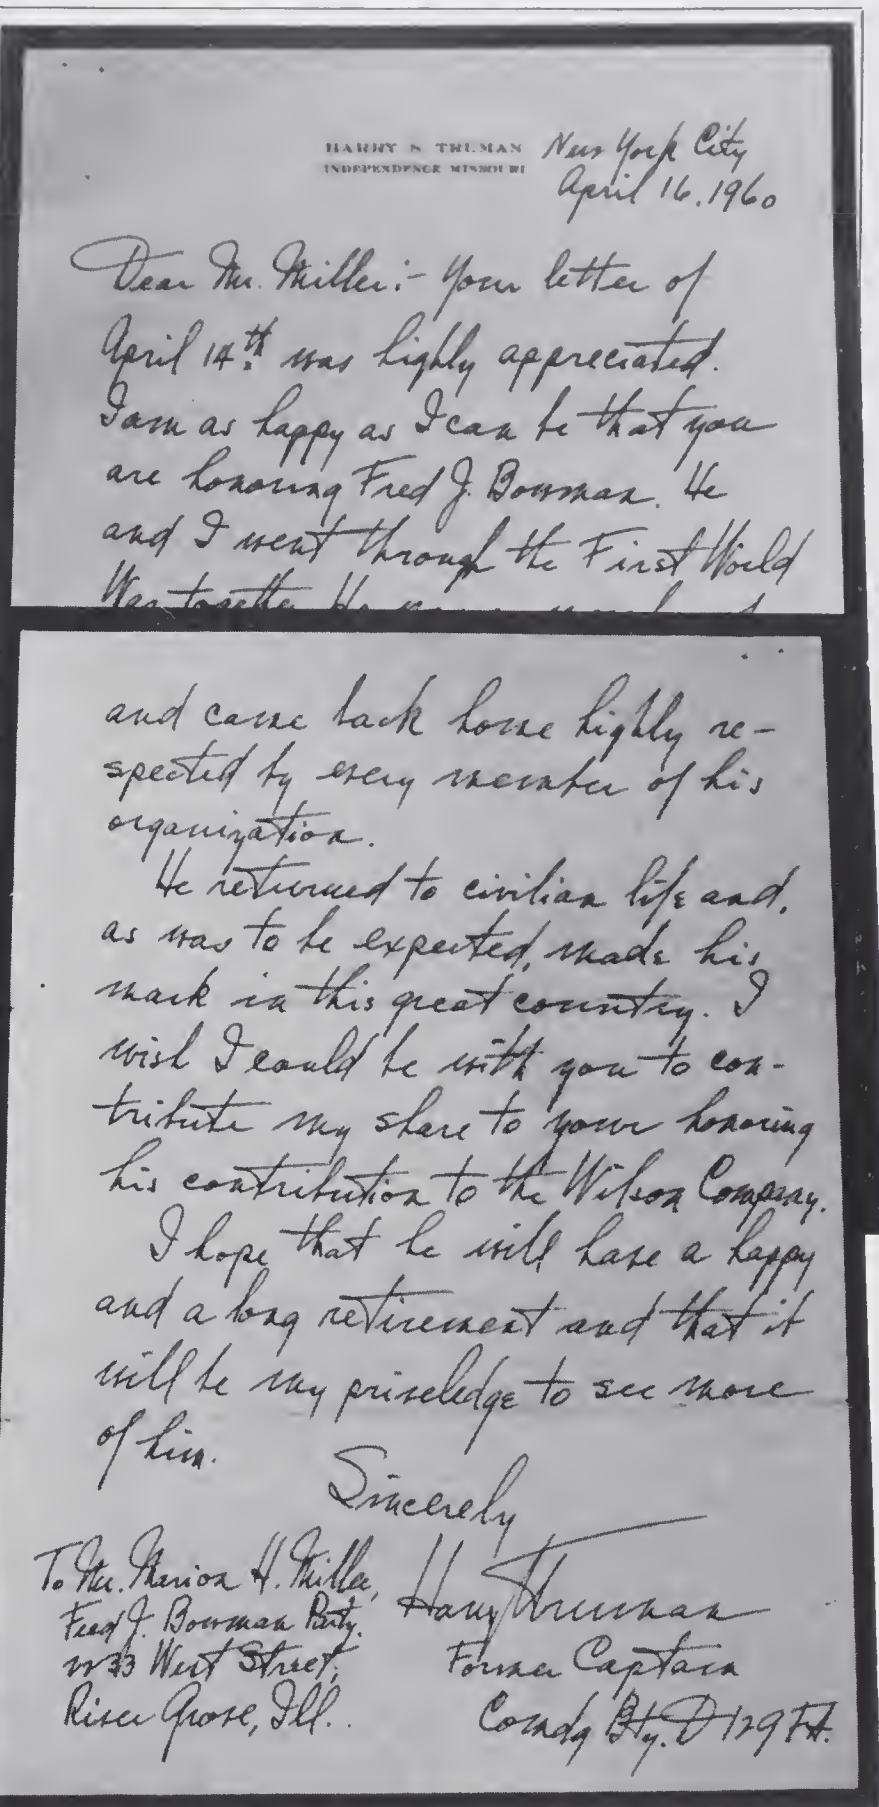 HARRY S. TRUMAN
INDEPENDENCE MISSOURI
New York City
April 16, 1960
Dear Mr. Miller:- Your letter of
April 14th was highly appreciated.
I am as happy as I can be that you
are honoring Fred J. Bowman. He
and I went through the First World
War together. He
and came back home highly re-
spected by every member of his
organization.
He returned to civilian life and,
as was to be expected, made his
mark in this great country. I
wish I could be with you to con-
tribute my share to your honoring
his contribution to the Wilson Company.
I hope that he will have a happy
and a long retirement and that it
will be my priveledge to see more
of him.
Sincerely
Harry Truman
Former Captain
Comdg Bty. D 129 FA.
To Mr. Marion H. Miller,
Fred J. Bowman Party.
2233 West Street,
River Grove, Ill.